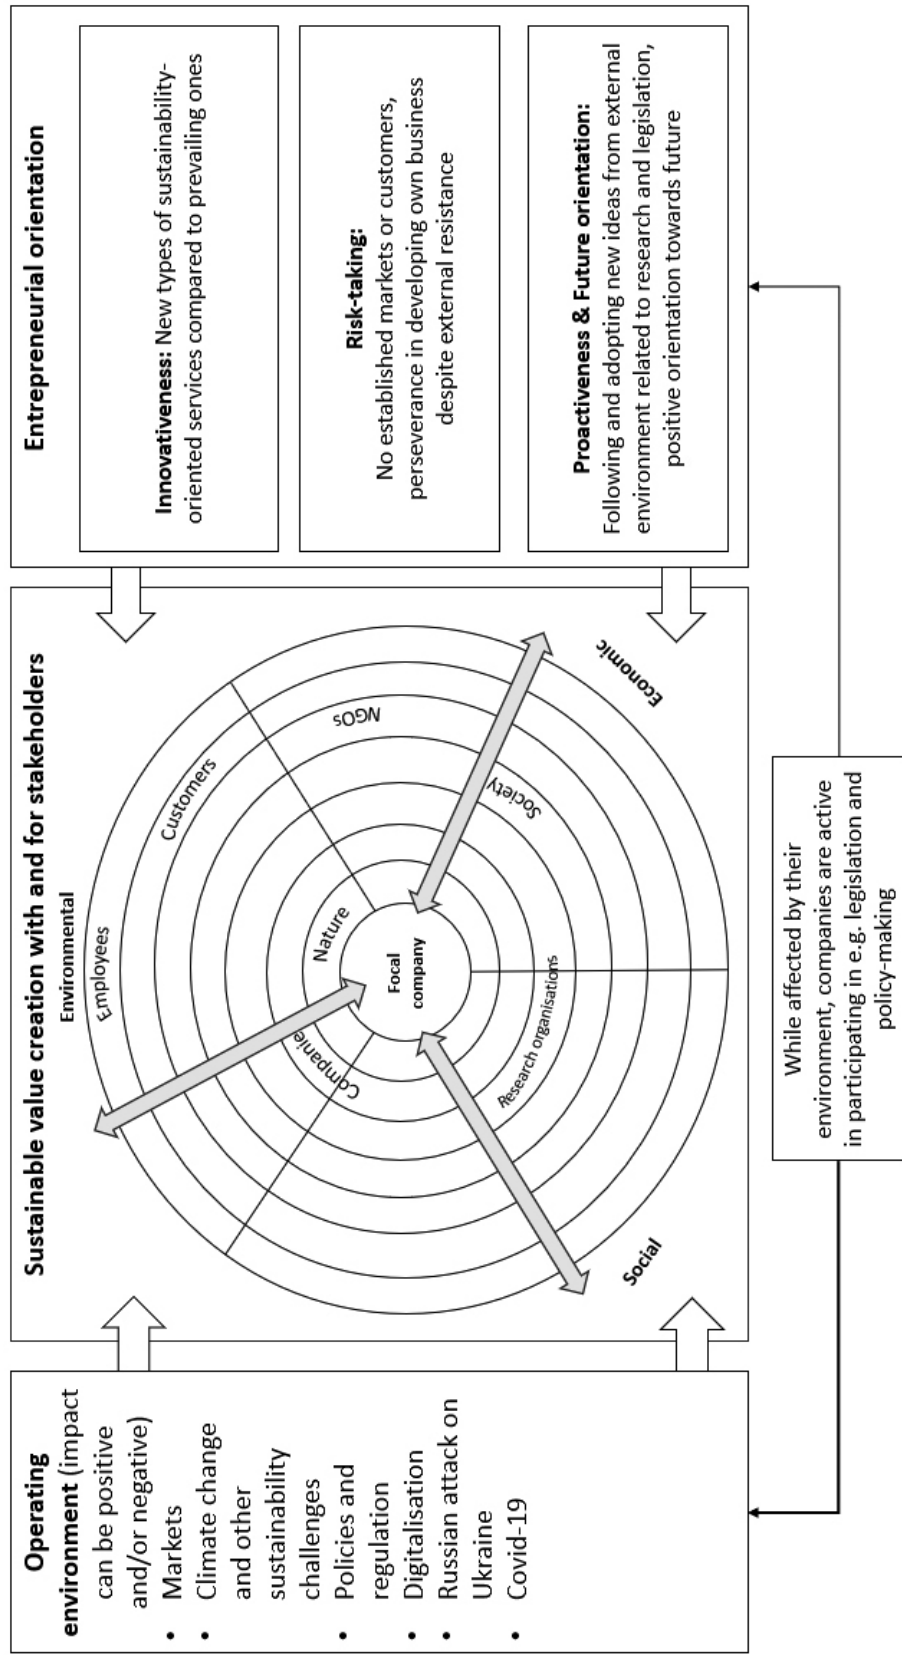 Operating
environment (impact
can be positive
and/or negative)
• Markets
• Climate change
and other
sustainability
challenges
• Policies and
regulation
• Digitalisation
• Russian attack on
Ukraine
• Covid-19
Sustainable value creation with and for stakeholders
Environmental
Employees
Customers
NGOs
Society
Research organisations
Companie
Nature
Focal
company
Social
Economic
Entrepreneurial orientation
Innovativeness: New types of sustainability-
oriented services compared to prevailing ones
Risk-taking:
No established markets or customers,
perseverance in developing own business
despite external resistance
Proactiveness & Future orientation:
Following and adopting new ideas from external
environment related to research and legislation,
positive orientation towards future
While affected by their
environment, companies are active
in participating in e.g. legislation and
policy-making